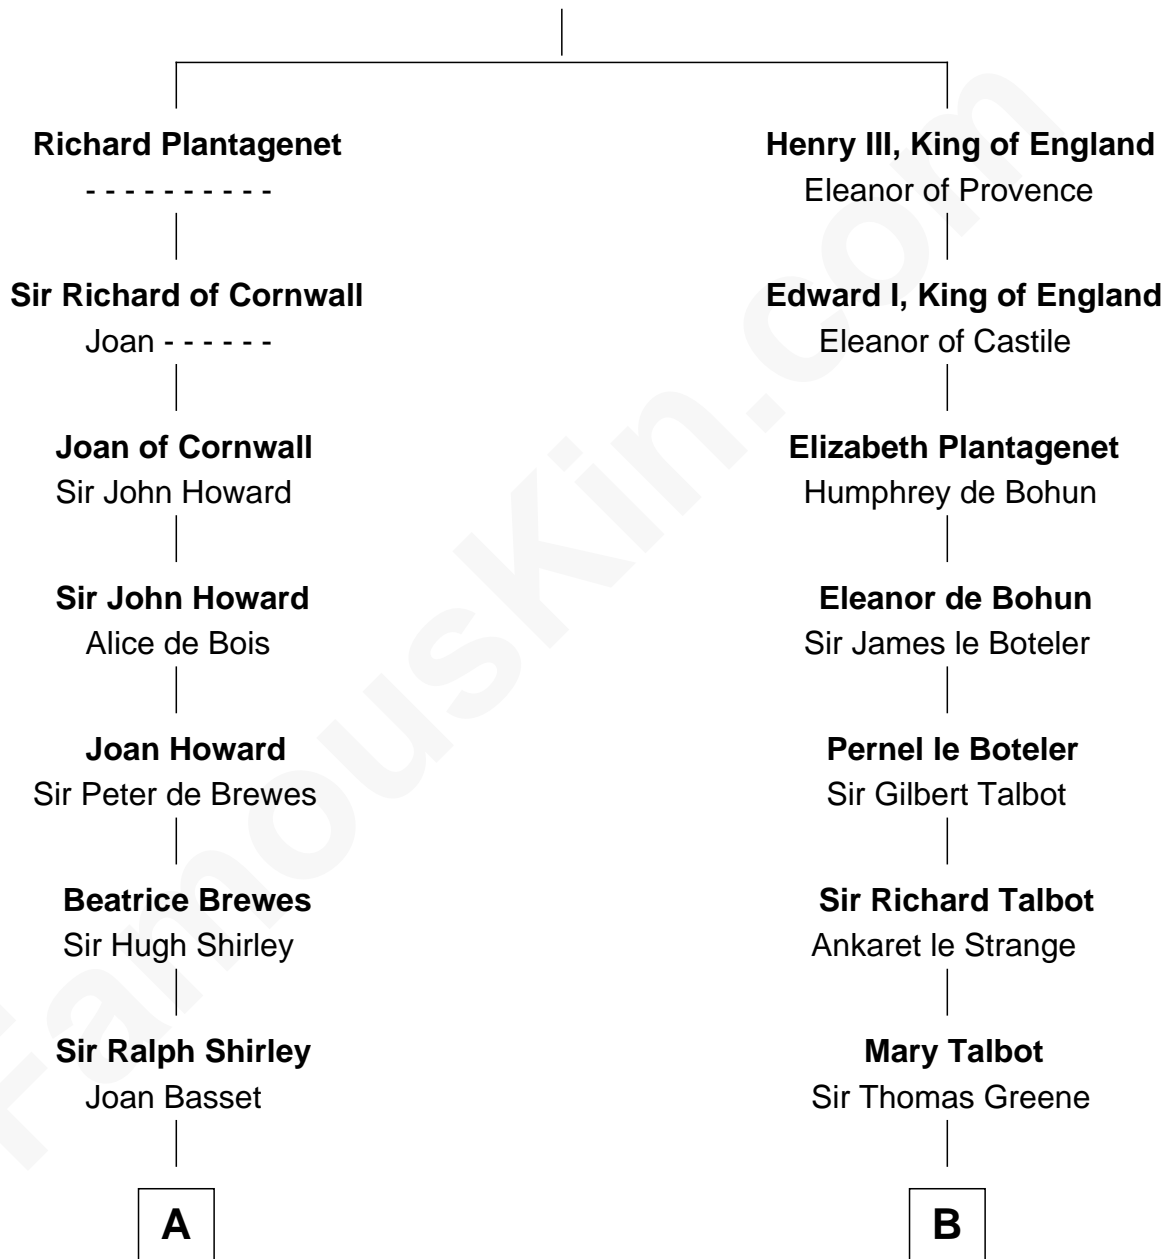 Richard Plantagenet
- - - - - - - - - -
Sir Richard of Cornwall
Joan - - - - - -
Joan of Cornwall
Sir John Howard
Sir John Howard
Alice de Bois
Joan Howard
Sir Peter de Brewes
Beatrice Brewes
Sir Hugh Shirley
Sir Ralph Shirley
Joan Basset
A
Henry III, King of England
Eleanor of Provence
Edward I, King of England
Eleanor of Castile
Elizabeth Plantagenet
Humphrey de Bohun
Eleanor de Bohun
Sir James le Boteler
Pernel le Boteler
Sir Gilbert Talbot
Sir Richard Talbot
Ankaret le Strange
Mary Talbot
Sir Thomas Greene
B
FamousKin.com